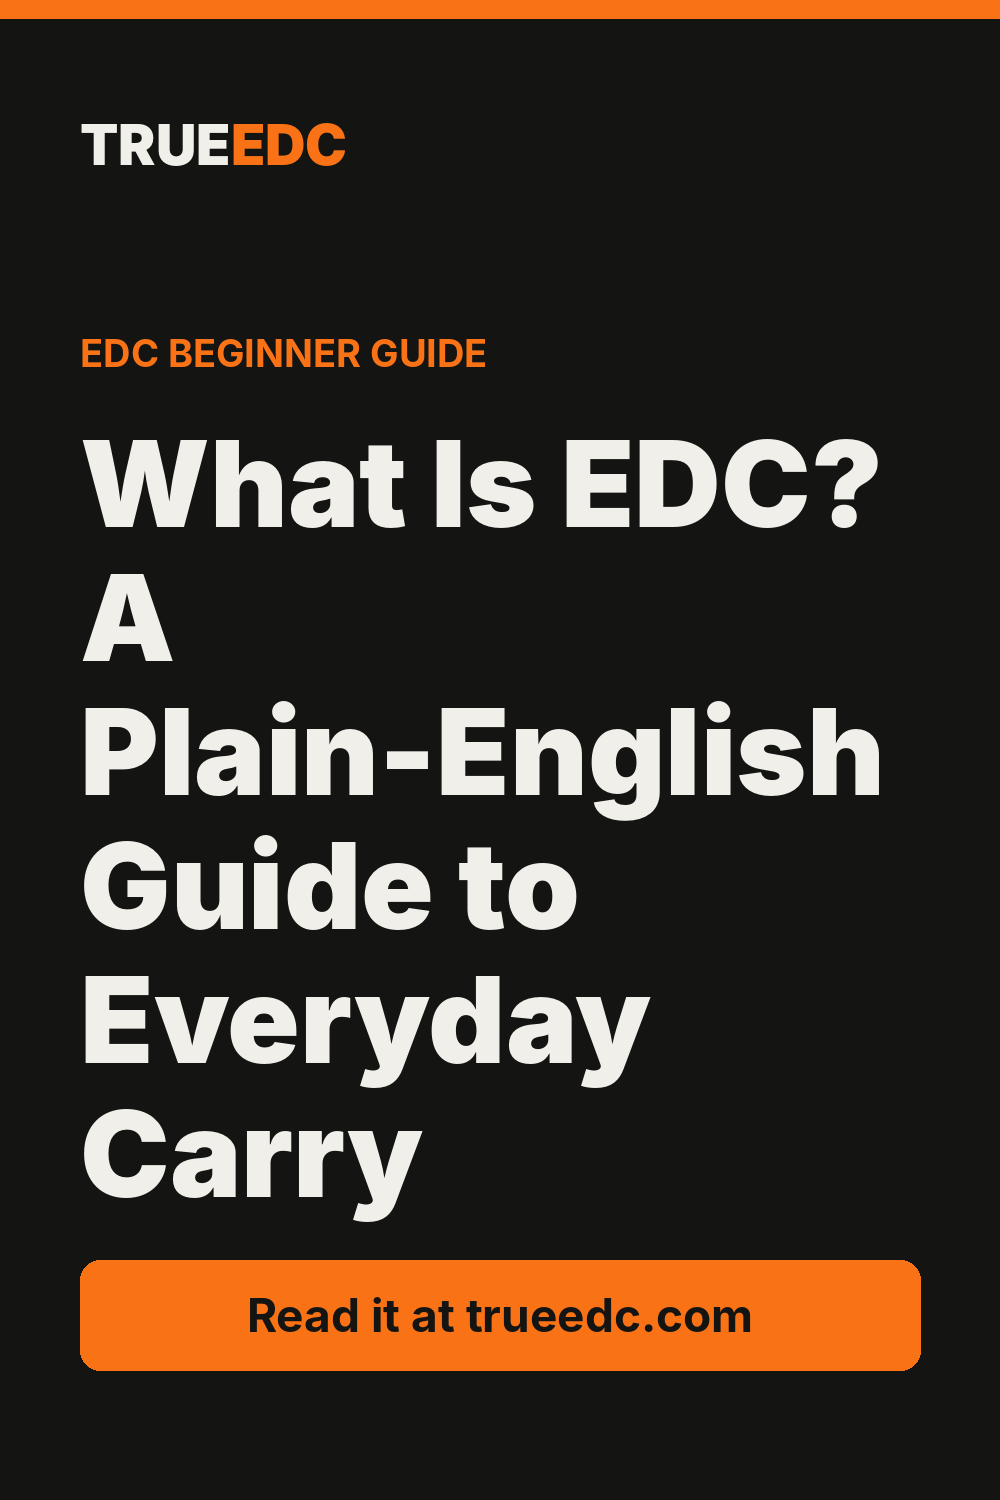 TRUEEDC
EDC BEGINNER GUIDE
What Is EDC?
A
Plain-English
Guide to
Everyday
Carry
Read it at trueedc.com